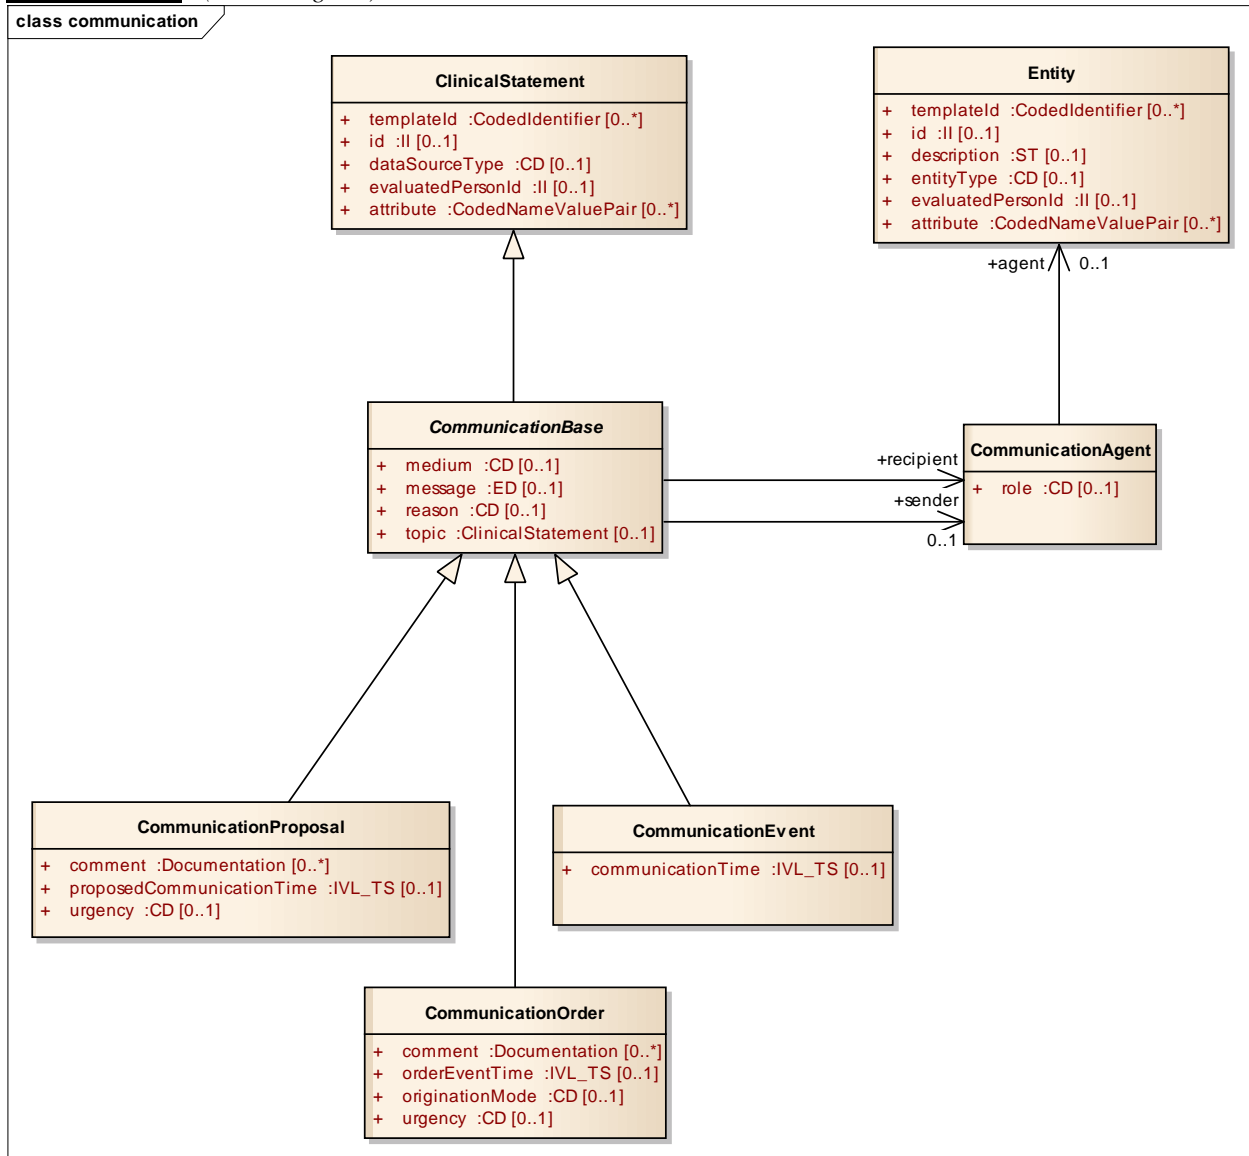 class communication
ClinicalStatement
+ templateId :CodedIdentifier [0..*]
+ id :II [0..1]
+ dataSourceType :CD [0..1]
+ evaluatedPersonId :II [0..1]
+ attribute :CodedNameValuePair [0..*]
Entity
+ templateId :CodedIdentifier [0..*]
+ id :II [0..1]
+ description :ST [0..1]
+ entityType :CD [0..1]
+ evaluatedPersonId :II [0..1]
+ attribute :CodedNameValuePair [0..*]
+agent 0..1
CommunicationBase
+ medium :CD [0..1]
+ message :ED [0..1]
+ reason :CD [0..1]
+ topic :ClinicalStatement [0..1]
+recipient
+sender
0..1
CommunicationAgent
+ role :CD [0..1]
CommunicationProposal
+ comment :Documentation [0..*]
+ proposedCommunicationTime :IVL_TS [0..1]
+ urgency :CD [0..1]
CommunicationEvent
+ communicationTime :IVL_TS [0..1]
CommunicationOrder
+ comment :Documentation [0..*]
+ orderEventTime :IVL_TS [0..1]
+ originationMode :CD [0..1]
+ urgency :CD [0..1]